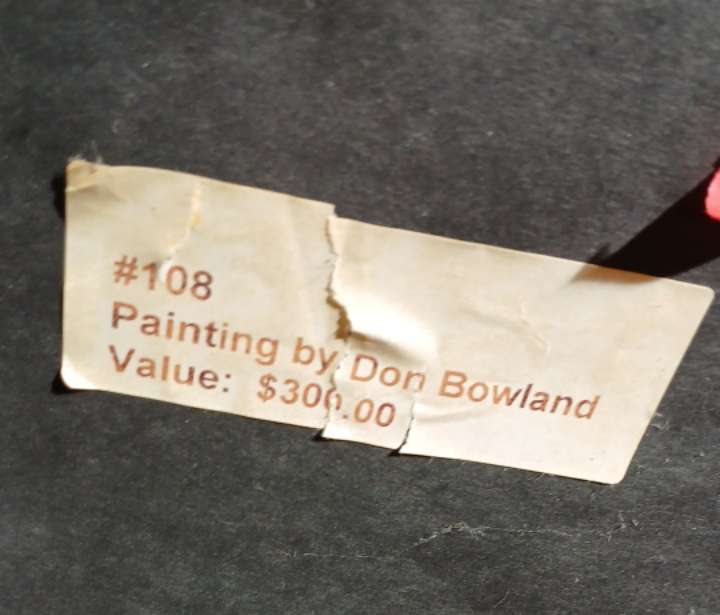 #108
Painting by Don Bowland
Value: $300.00